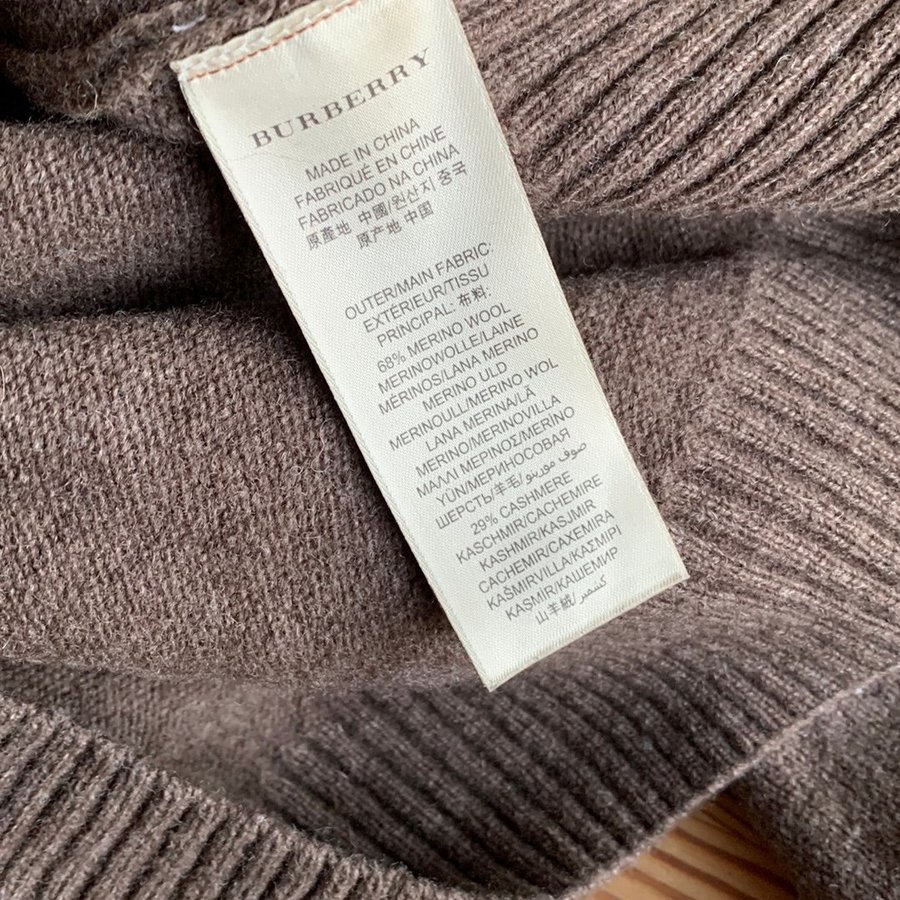 BURBERRY
MADE IN CHINA
FABRIQUÉ EN CHINE
FABRICADO NA CHINA
原產地 中國/원산지 중국
原产地 中国
OUTER/MAIN FABRIC:
EXTÉRIEUR/TISSU
PRINCIPAL: 布料:
68% MERINO WOOL
MERINOWOLLE/LAINE
MERINOS/LANA MERINO
MERINO ULD
MERINOULL/MERINO WOL
LANA MERINA/LÃ
MERINO/MERINOVILLA
ΜΑΛΛΙ ΜΕΡΙΝΟΣ/MERINO
YÜN/МЕРИНОСОВАЯ
ШЕРСТЬ/羊毛/صوف مورينو
29% CASHMERE
KASCHMIR/CACHEMIRE
KASHMIR/KASJMIR
CACHEMIR/CAXEMIRA
KAŠMIRVILLA/ΚΑΣΜΙΡΙ
KASMİR/КАШЕМИР
山羊絨/كشمير